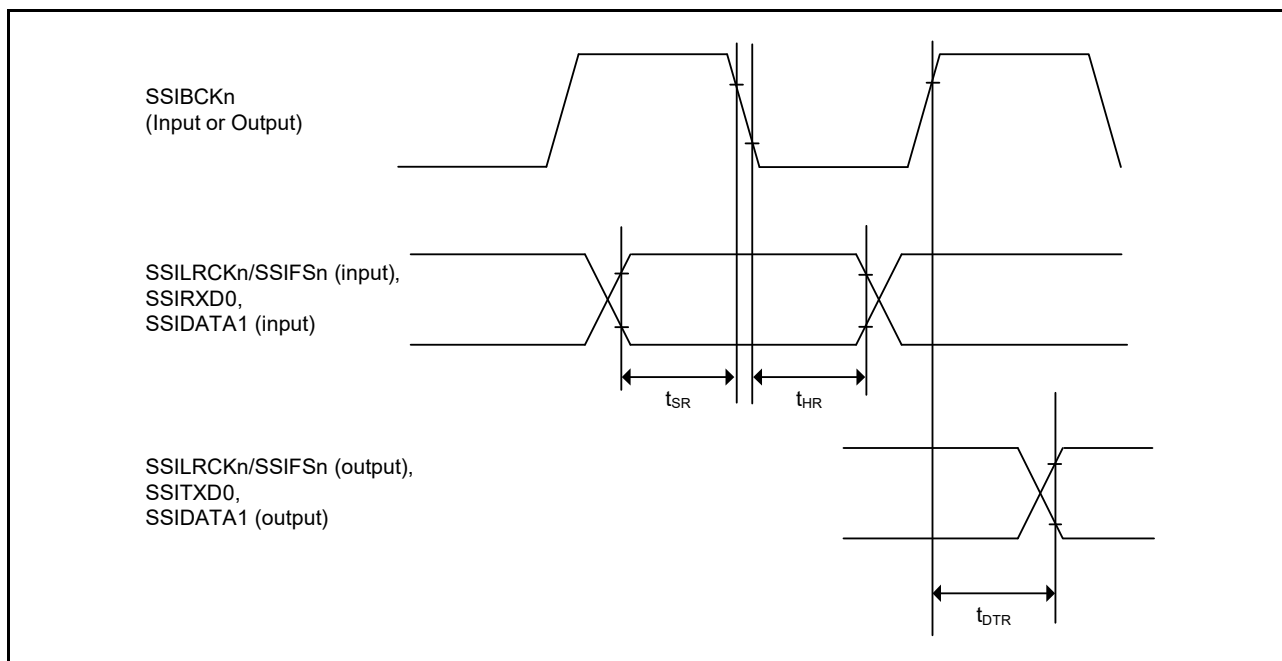 SSIBCKn
(Input or Output)
SSILRCKn/SSIFSn (input),
SSIRXD0,
SSIDATA1 (input)
tSR
tHR
SSILRCKn/SSIFSn (output),
SSITXD0,
SSIDATA1 (output)
tDTR